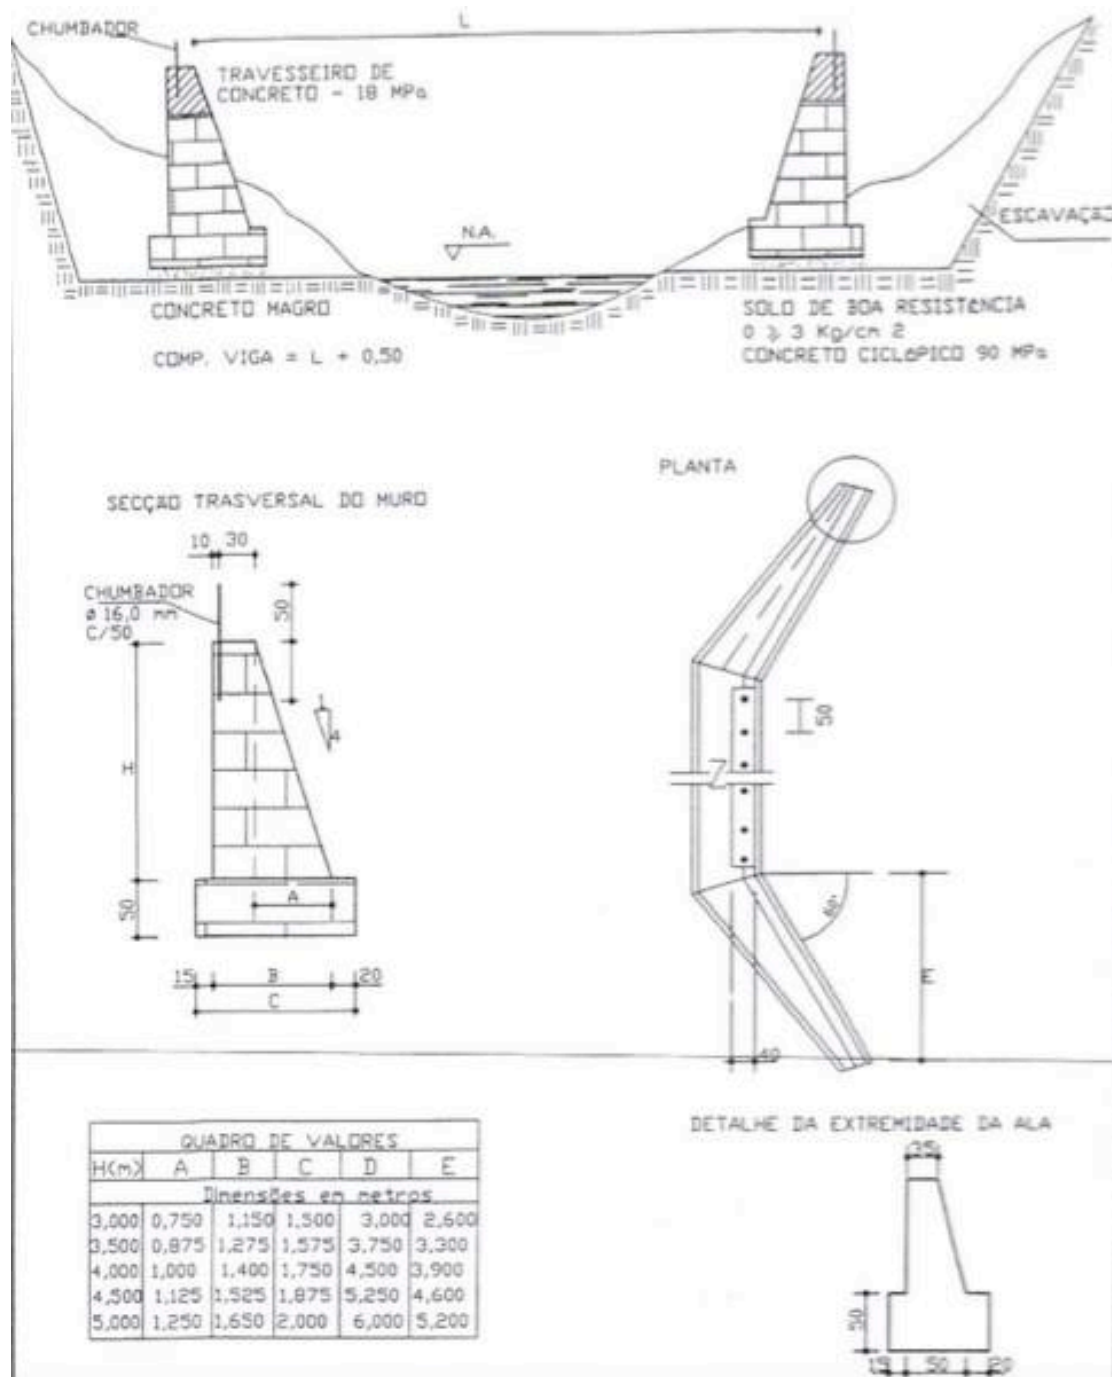 CHUMBADOR
L
TRAVESSEIRO DE
CONCRETO - 18 MPa
ESCAVAÇÃO
N.A.
CONCRETO MAGRO
COMP. VIGA = L + 0,50
SOLO DE BOA RESISTÊNCIA
0 ≥ 3 Kg/cm 2
CONCRETO CICLÓPICO 90 MPa
SECÇÃO TRASVERSAL DO MURO
10 30
CHUMBADOR
ø 16,0 mm
C/50
50
1
4
H
50
A
15 B 20
C
PLANTA
50
60°
E
40
QUADRO DE VALORES
H(m) A B C D E
Dimensões em metros
3,000 0,750 1,150 1,500 3,000 2,600
3,500 0,875 1,275 1,575 3,750 3,300
4,000 1,000 1,400 1,750 4,500 3,900
4,500 1,125 1,525 1,875 5,250 4,600
5,000 1,250 1,650 2,000 6,000 5,200
DETALHE DA EXTREMIDADE DA ALA
50
50 20